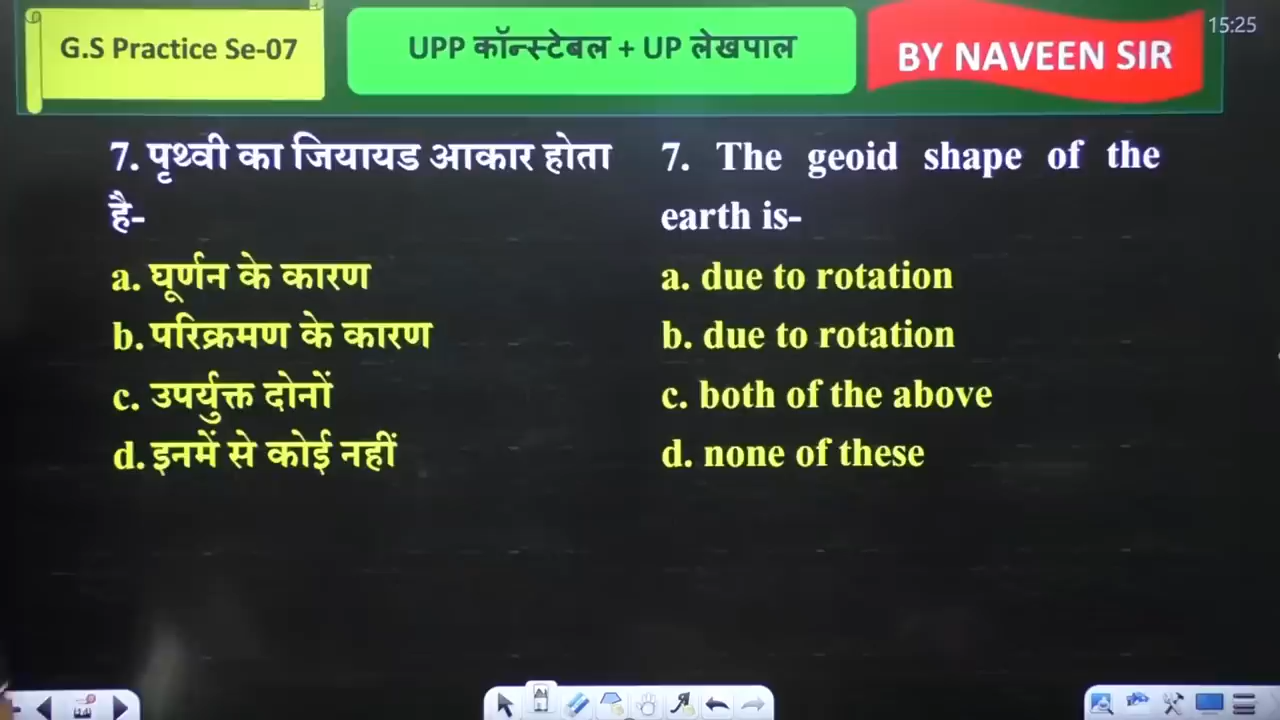 G.S Practice Se-07
UPP कॉन्स्टेबल + UP लेखपाल
BY NAVEEN SIR
15:25
7. पृथ्वी का जियायड आकार होता
है-
a. घूर्णन के कारण
b. परिक्रमण के कारण
c. उपर्युक्त दोनों
d. इनमें से कोई नहीं
7. The geoid shape of the
earth is-
a. due to rotation
b. due to rotation
c. both of the above
d. none of these